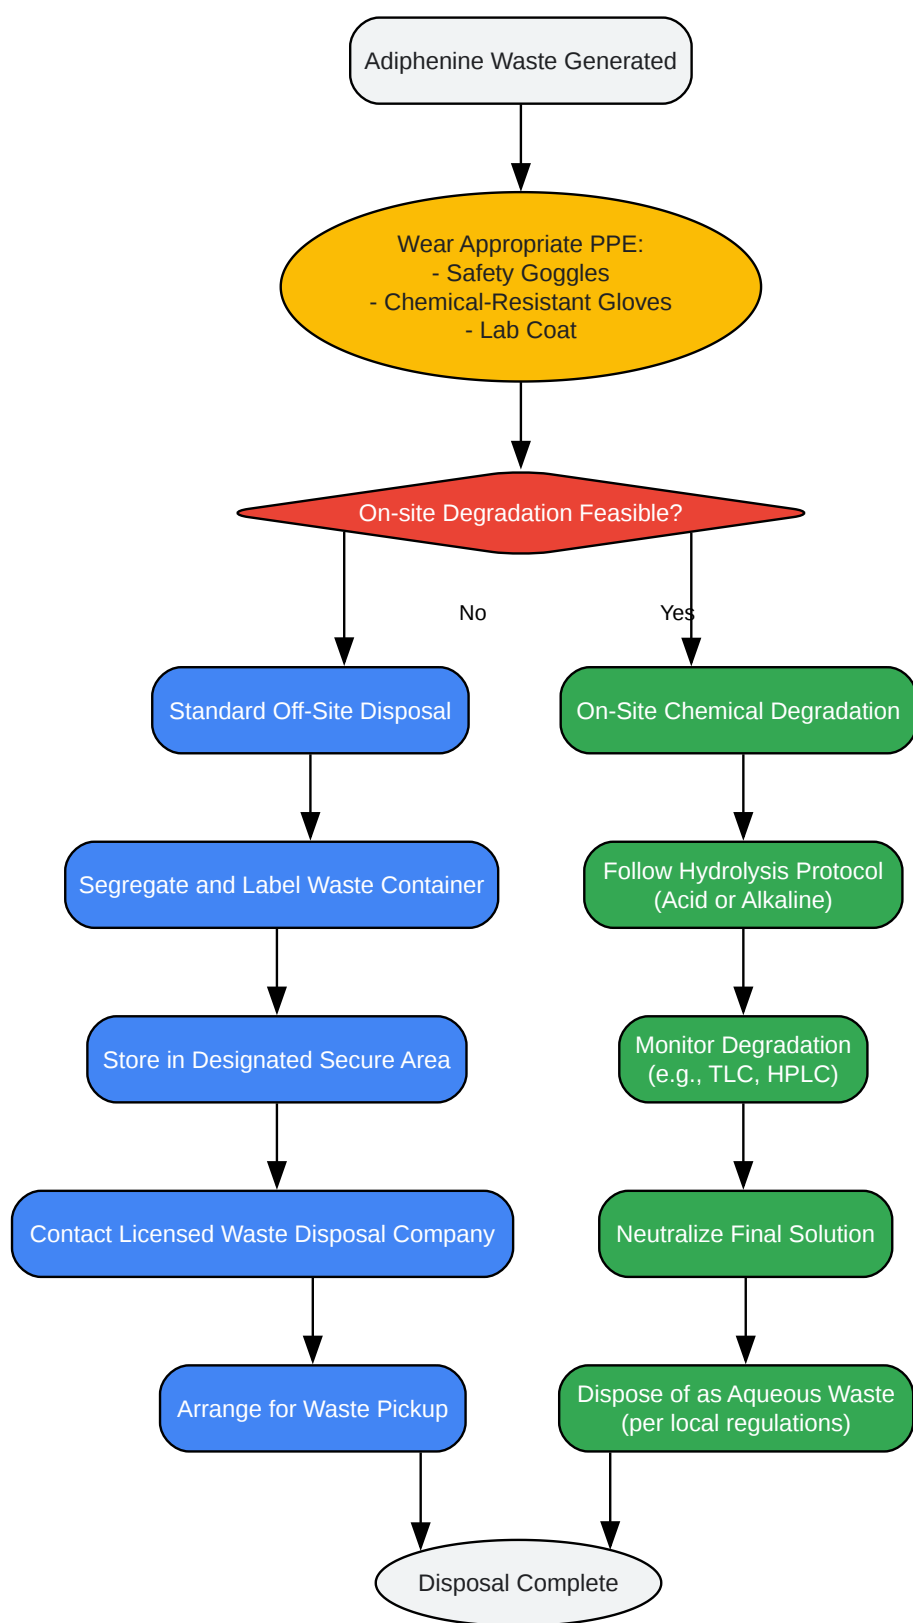 Adiphenine Waste Generated
Wear Appropriate PPE:
- Safety Goggles
- Chemical-Resistant Gloves
- Lab Coat
On-site Degradation Feasible?
No
Yes
Standard Off-Site Disposal
On-Site Chemical Degradation
Segregate and Label Waste Container
Follow Hydrolysis Protocol
(Acid or Alkaline)
Store in Designated Secure Area
Monitor Degradation
(e.g., TLC, HPLC)
Contact Licensed Waste Disposal Company
Neutralize Final Solution
Arrange for Waste Pickup
Dispose of as Aqueous Waste
(per local regulations)
Disposal Complete